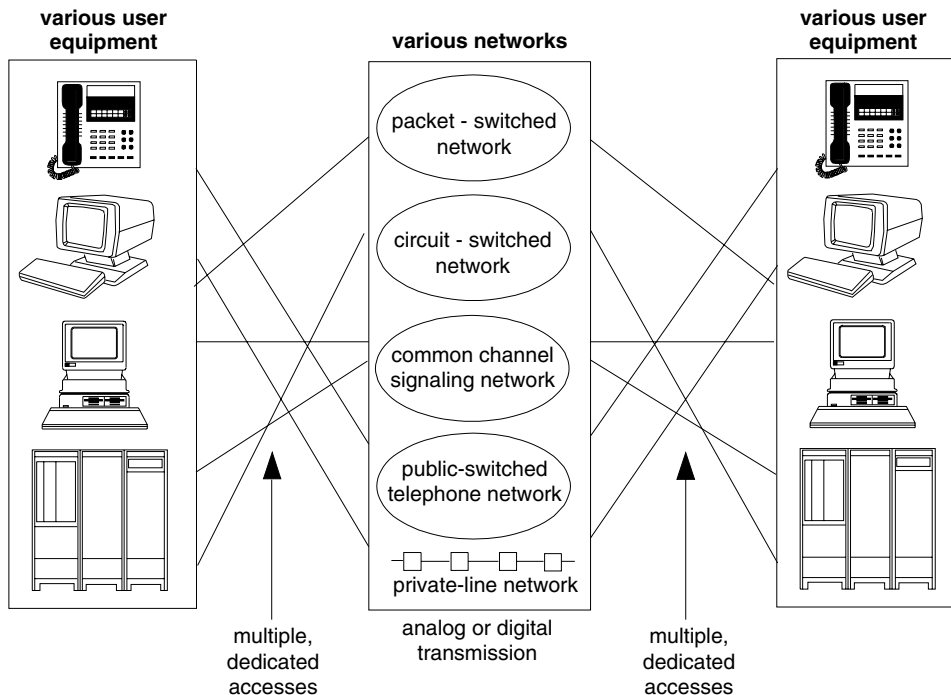 various user
equipment
various networks
various user
equipment
packet - switched
network
circuit - switched
network
common channel
signaling network
public-switched
telephone network
private-line network
analog or digital
transmission
multiple,
dedicated
accesses
multiple,
dedicated
accesses